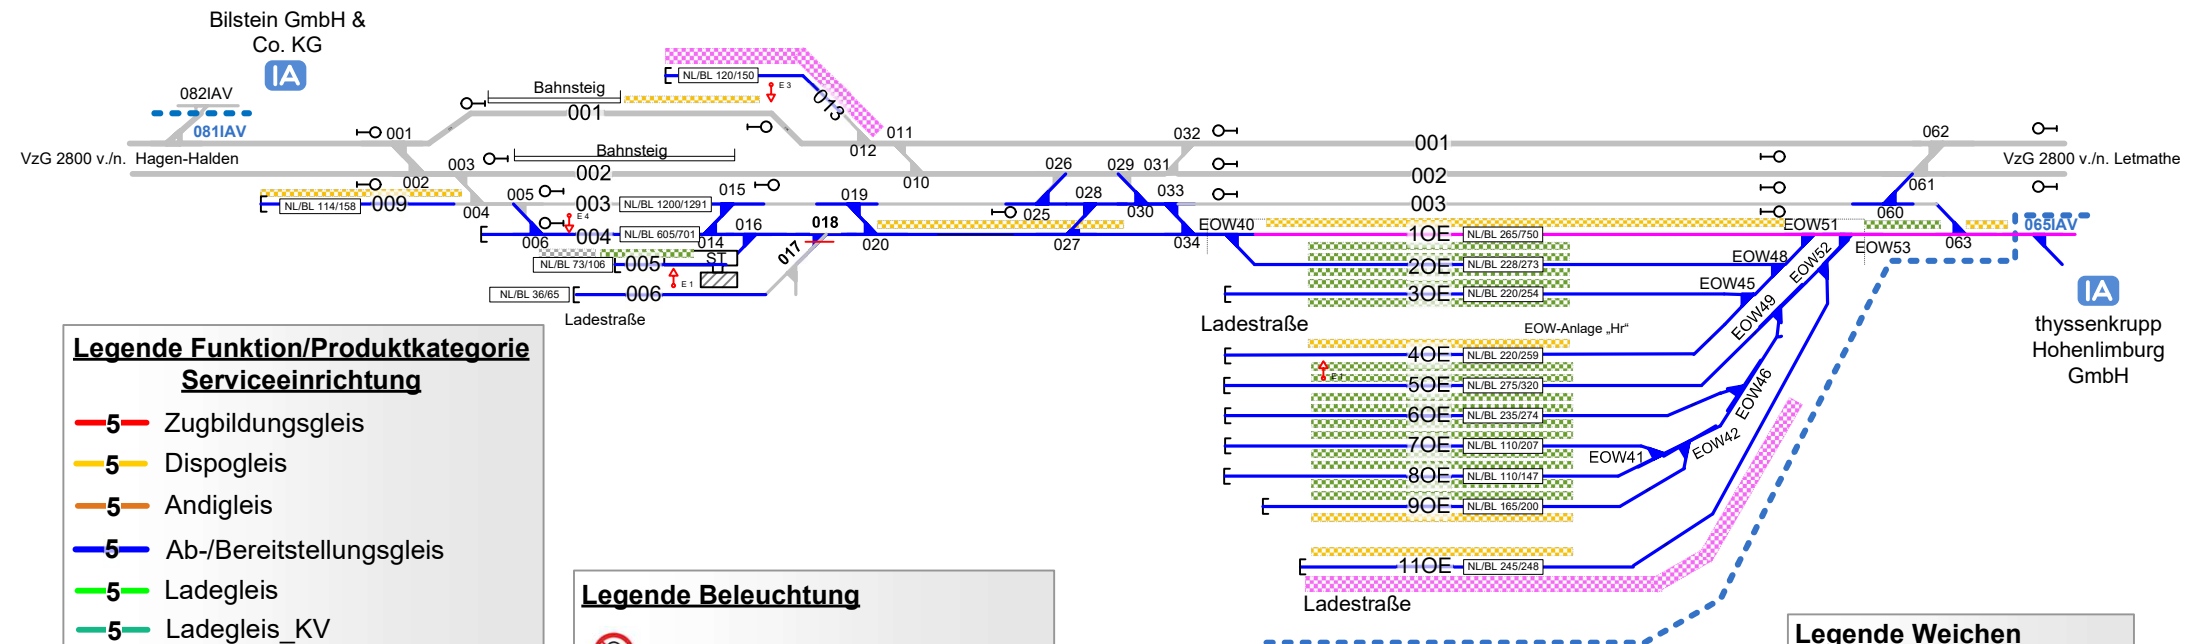 Bilstein GmbH &
Co. KG
IA
082IAV
081IAV
VzG 2800 v./n. Hagen-Halden
001
002
003
004
NL/BL 114/158
009
Bahnsteig
001
Bahnsteig
002
NL/BL 120/150
E 3
013
011
012
010
005
006
003
NL/BL 1200/1291
015
E 4
004
NL/BL 605/701
014
016
019
018
017
020
NL/BL 73/106
005
ST
E 1
NL/BL 36/65
006
Ladestraße
026
029
031
032
028
033
025
030
027
034
001
002
003
062
061
060
VzG 2800 v./n. Letmathe
EOW40
1OE
NL/BL 265/750
EOW51
EOW53
063
065IAV
2OE
NL/BL 228/273
EOW48
EOW52
3OE
NL/BL 220/254
EOW45
EOW49
Ladestraße
EOW-Anlage „Hr“
4OE
NL/BL 220/259
5OE
NL/BL 275/320
6OE
NL/BL 235/274
EOW46
7OE
NL/BL 110/207
EOW41
EOW42
8OE
NL/BL 110/147
9OE
NL/BL 165/200
11OE
NL/BL 245/248
Ladestraße
IA
thyssenkrupp
Hohenlimburg
GmbH
Legende Funktion/Produktkategorie
Serviceeinrichtung
5 Zugbildungsgleis
5 Dispogleis
5 Andigleis
5 Ab-/Bereitstellungsgleis
5 Ladegleis
5 Ladegleis_KV
Legende Beleuchtung
Legende Weichen